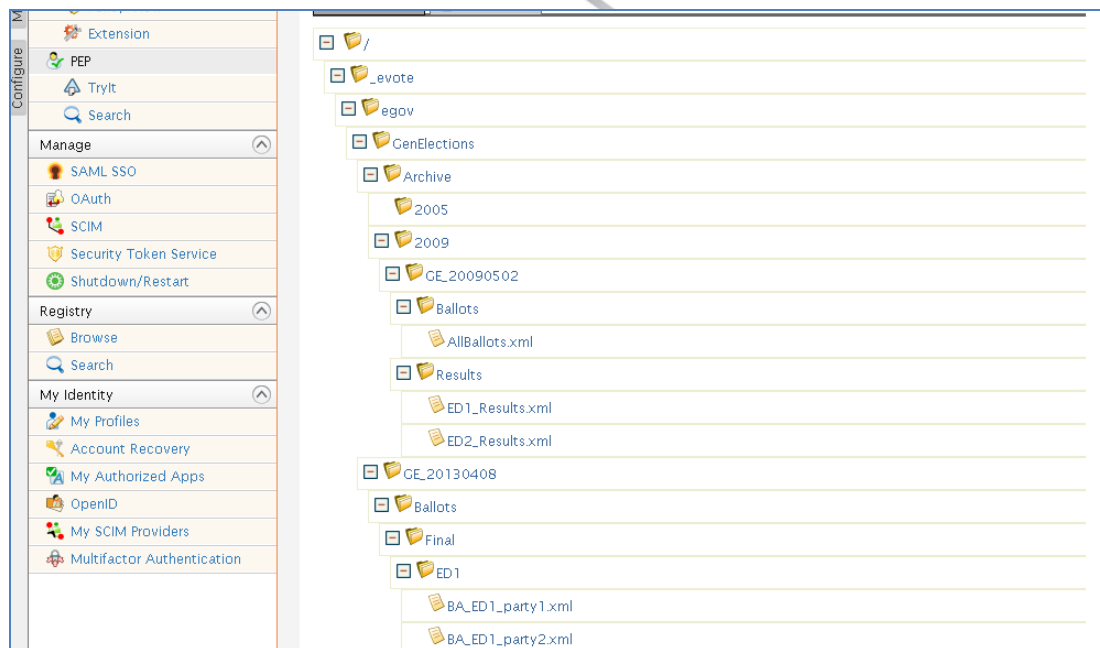 Configure
Extension
PEP
TryIt
Search
Manage
SAML SSO
OAuth
SCIM
Security Token Service
Shutdown/Restart
Registry
Browse
Search
My Identity
My Profiles
Account Recovery
My Authorized Apps
OpenID
My SCIM Providers
Multifactor Authentication
/
_evote
egov
GenElections
Archive
2005
2009
GE_20090502
Ballots
AllBallots.xml
Results
ED1_Results.xml
ED2_Results.xml
GE_20130408
Ballots
Final
ED1
BA_ED1_party1.xml
BA_ED1_party2.xml